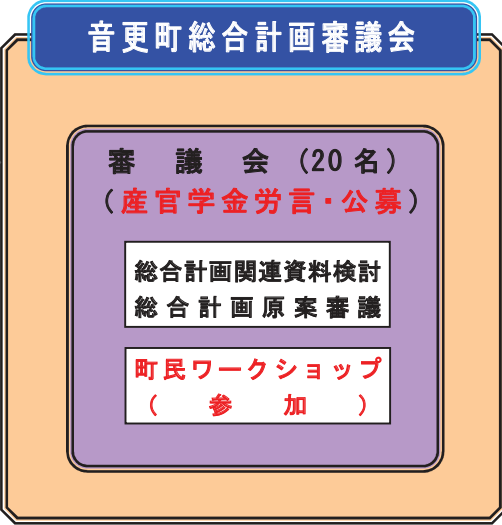 音更町総合計画審議会
審議会（20名）
（産官学金労言・公募）
総合計画関連資料検討
総合計画原案審議
町民ワークショップ
（参加）